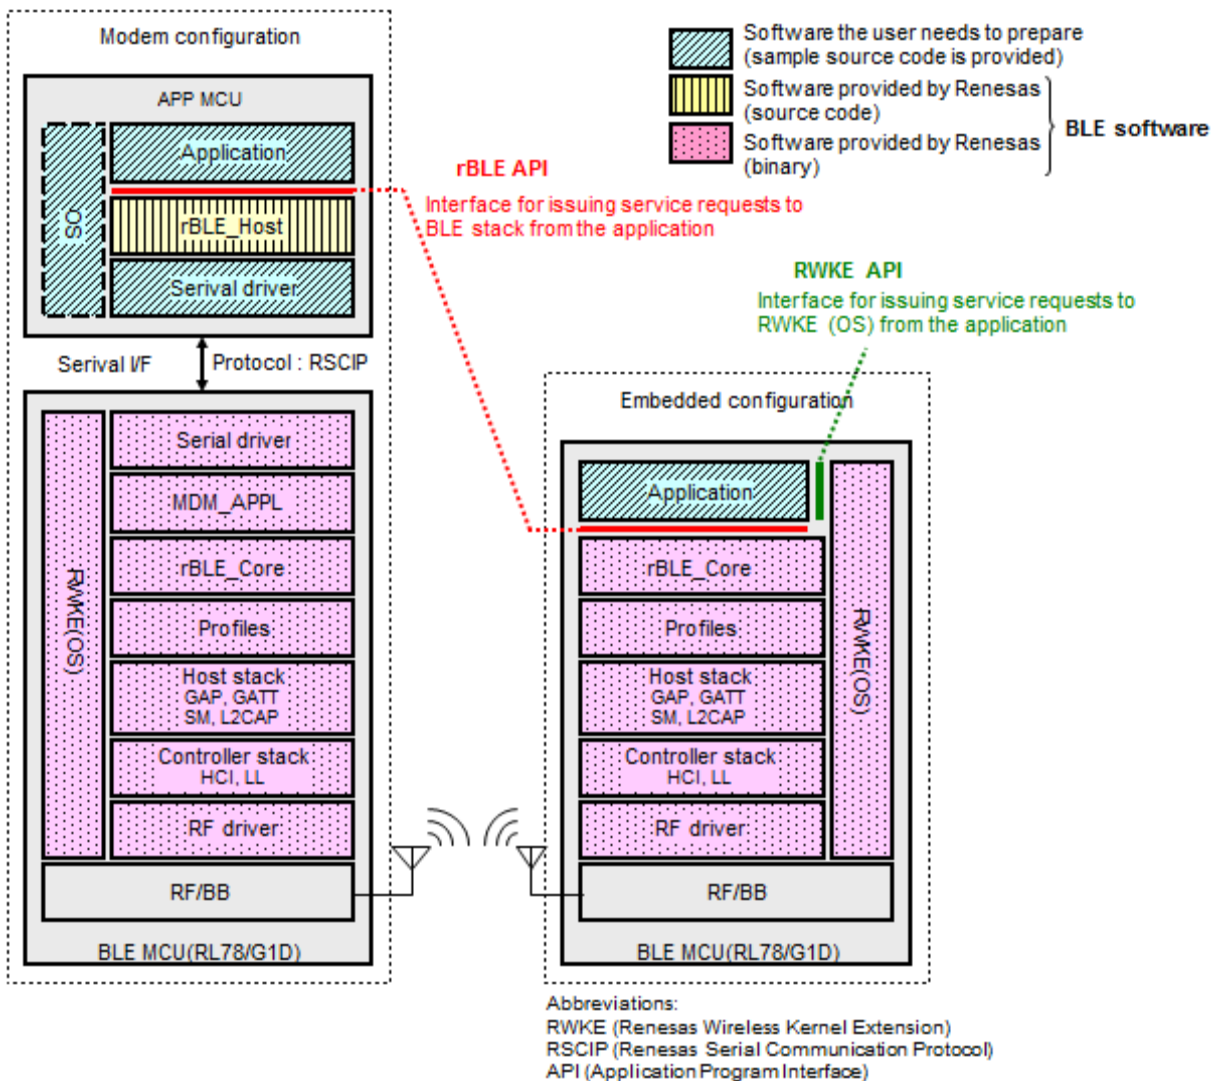 Modem configuration
APP MCU
OS
Application
rBLE_Host
Serival driver
Serival I/F
Protocol : RSCIP
RWKE(OS)
Serial driver
MDM_APPL
rBLE_Core
Profiles
Host stack
GAP, GATT
SM, L2CAP
Controller stack
HCI, LL
RF driver
RF/BB
BLE MCU(RL78/G1D)
Software the user needs to prepare
(sample source code is provided)
Software provided by Renesas
(source code)
Software provided by Renesas
(binary)
BLE software
rBLE API
Interface for issuing service requests to
BLE stack from the application
RWKE API
Interface for issuing service requests to
RWKE (OS) from the application
Embedded configuration
Application
rBLE_Core
Profiles
Host stack
GAP, GATT
SM, L2CAP
Controller stack
HCI, LL
RF driver
RWKE(OS)
RF/BB
BLE MCU(RL78/G1D)
Abbreviations:
RWKE (Renesas Wireless Kernel Extension)
RSCIP (Renesas Serial Communication Protocol)
API (Application Program Interface)